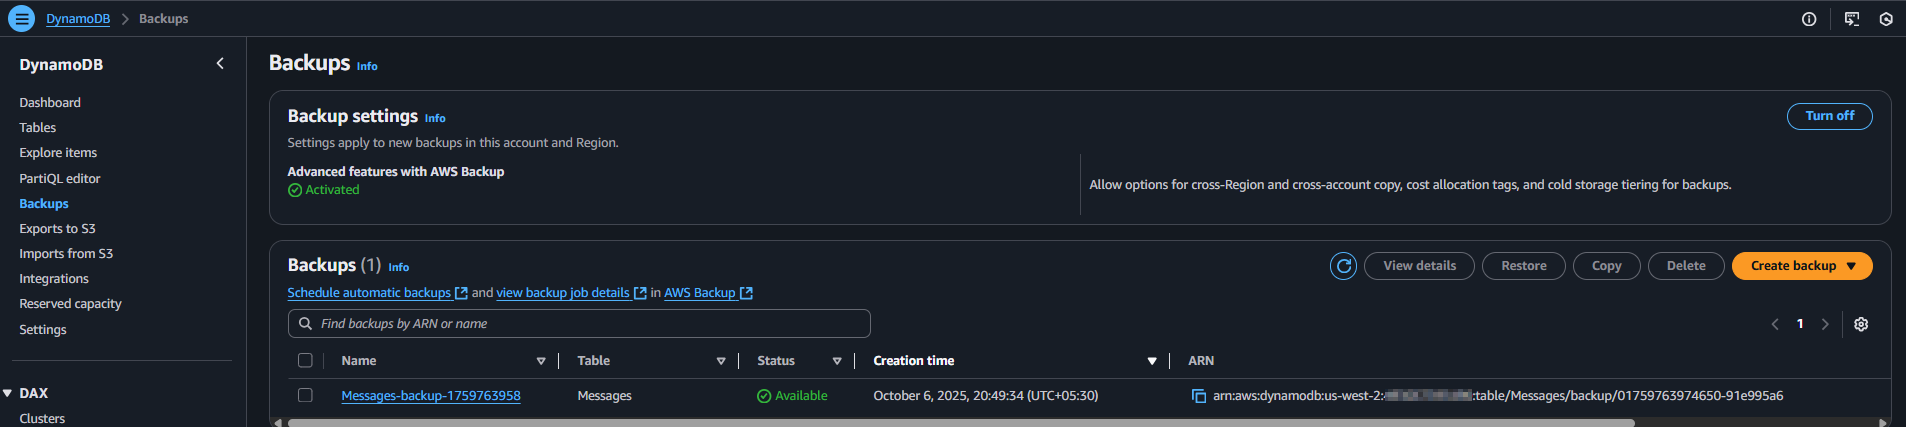 DynamoDB > Backups
DynamoDB
Dashboard
Tables
Explore items
PartiQL editor
Backups
Exports to S3
Imports from S3
Integrations
Reserved capacity
Settings
DAX
Clusters
Backups Info
Backup settings Info
Turn off
Settings apply to new backups in this account and Region.
Advanced features with AWS Backup
Activated
Allow options for cross-Region and cross-account copy, cost allocation tags, and cold storage tiering for backups.
Backups (1) Info
View details Restore Copy Delete Create backup
Schedule automatic backups and view backup job details in AWS Backup
Find backups by ARN or name
1
Name Table Status Creation time ARN
Messages-backup-1759763958 Messages Available October 6, 2025, 20:49:34 (UTC+05:30) arn:aws:dynamodb:us-west-2: :table/Messages/backup/01759763974650-91e995a6